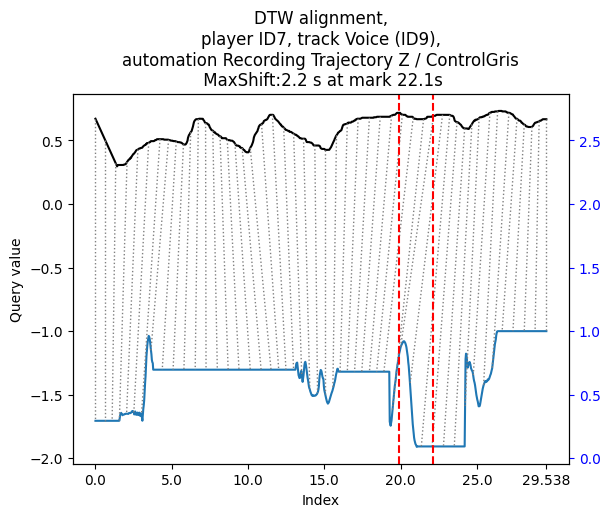 DTW alignment,
player ID7, track Voice (ID9),
automation Recording Trajectory Z / ControlGris
MaxShift:2.2 s at mark 22.1s
Query value
0.5
0.0
−0.5
−1.0
−1.5
−2.0
2.5
2.0
1.5
1.0
0.5
0.0
0.0 5.0 10.0 15.0 20.0 25.0 29.538
Index